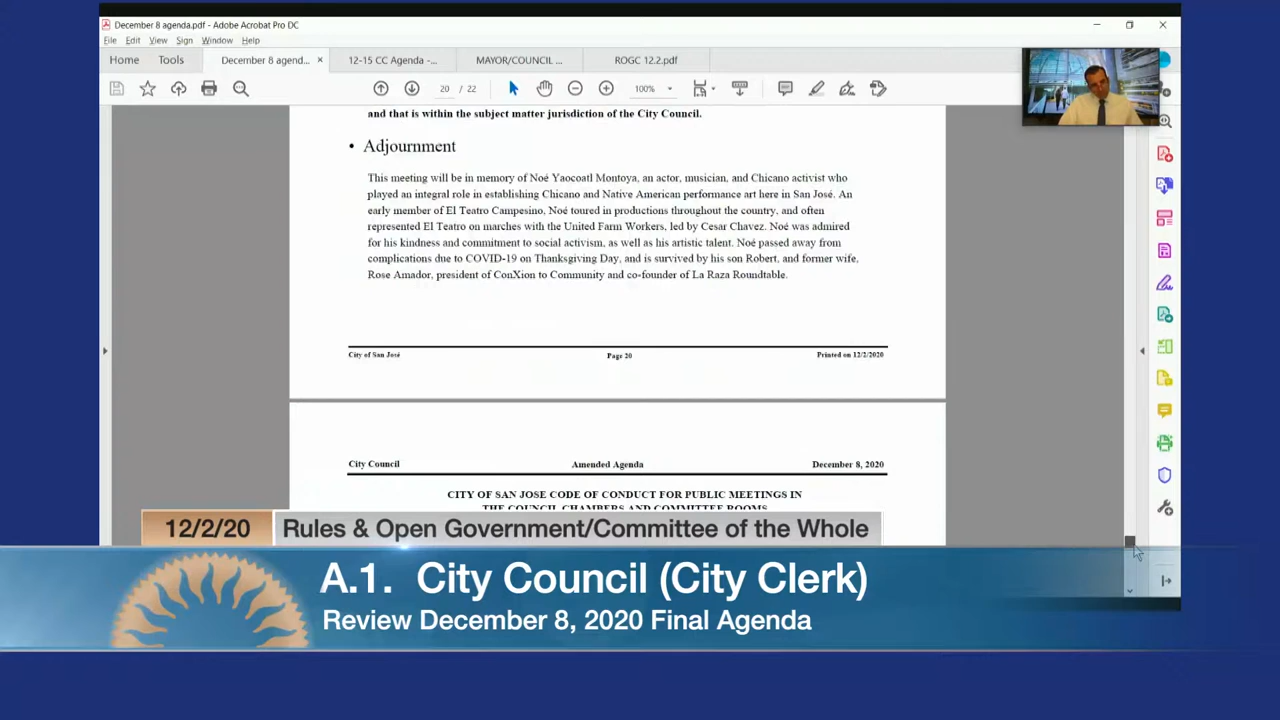 December 8 agenda.pdf - Adobe Acrobat Pro DC
File Edit View Sign Window Help
Home Tools December 8 agend... × 12-15 CC Agenda -... MAYOR/COUNCIL ... ROGC 12.2.pdf
20 / 22 100%
and that is within the subject matter jurisdiction of the City Council.
• Adjournment
This meeting will be in memory of Noé Yaocoatl Montoya, an actor, musician, and Chicano activist who
played an integral role in establishing Chicano and Native American performance art here in San José. An
early member of El Teatro Campesino, Noé toured in productions throughout the country, and often
represented El Teatro on marches with the United Farm Workers, led by Cesar Chavez. Noé was admired
for his kindness and commitment to social activism, as well as his artistic talent. Noé passed away from
complications due to COVID-19 on Thanksgiving Day, and is survived by his son Robert, and former wife,
Rose Amador, president of ConXion to Community and co-founder of La Raza Roundtable.
City of San José Page 20 Printed on 12/2/2020
City Council Amended Agenda December 8, 2020
CITY OF SAN JOSE CODE OF CONDUCT FOR PUBLIC MEETINGS IN
THE COUNCIL CHAMBERS AND COMMITTEE ROOMS
12/2/20 Rules & Open Government/Committee of the Whole
A.1. City Council (City Clerk)
Review December 8, 2020 Final Agenda